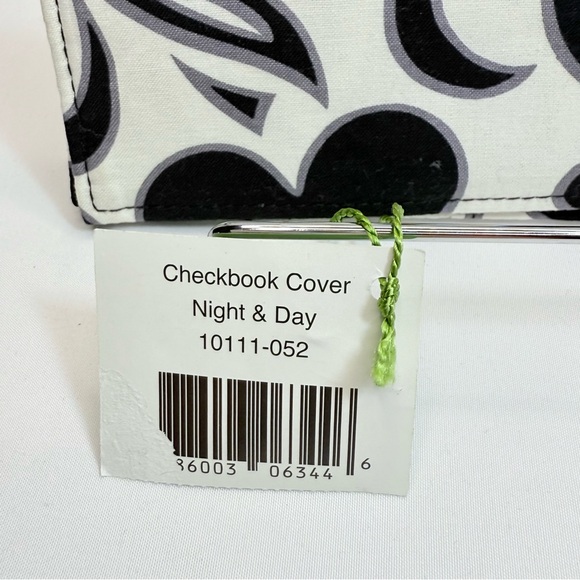 Checkbook Cover
Night & Day
10111-052
86003 06344 6